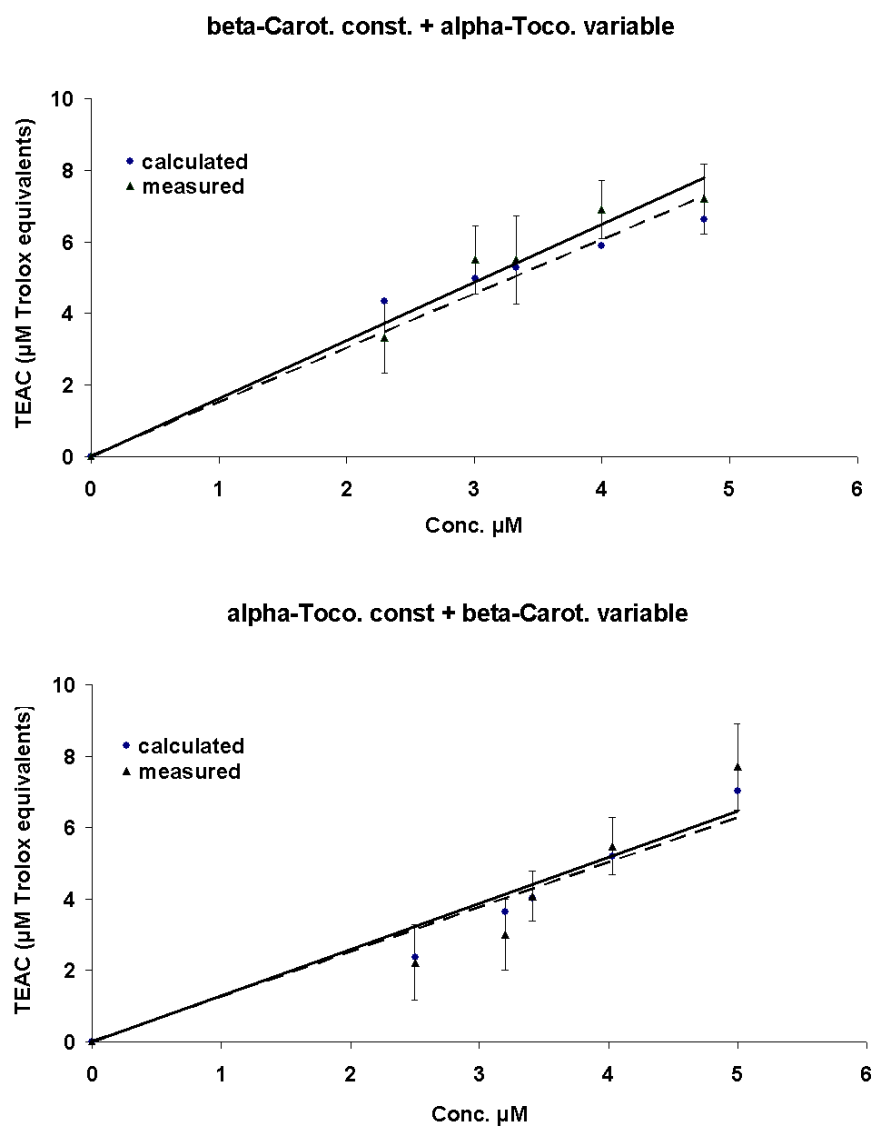 beta-Carot. const. + alpha-Toco. variable
TEAC (µM Trolox equivalents)
10
8
6
4
2
0
calculated
measured
0 1 2 3 4 5 6
Conc. µM
alpha-Toco. const + beta-Carot. variable
TEAC (µM Trolox equivalents)
10
8
6
4
2
0
calculated
measured
0 1 2 3 4 5 6
Conc. µM